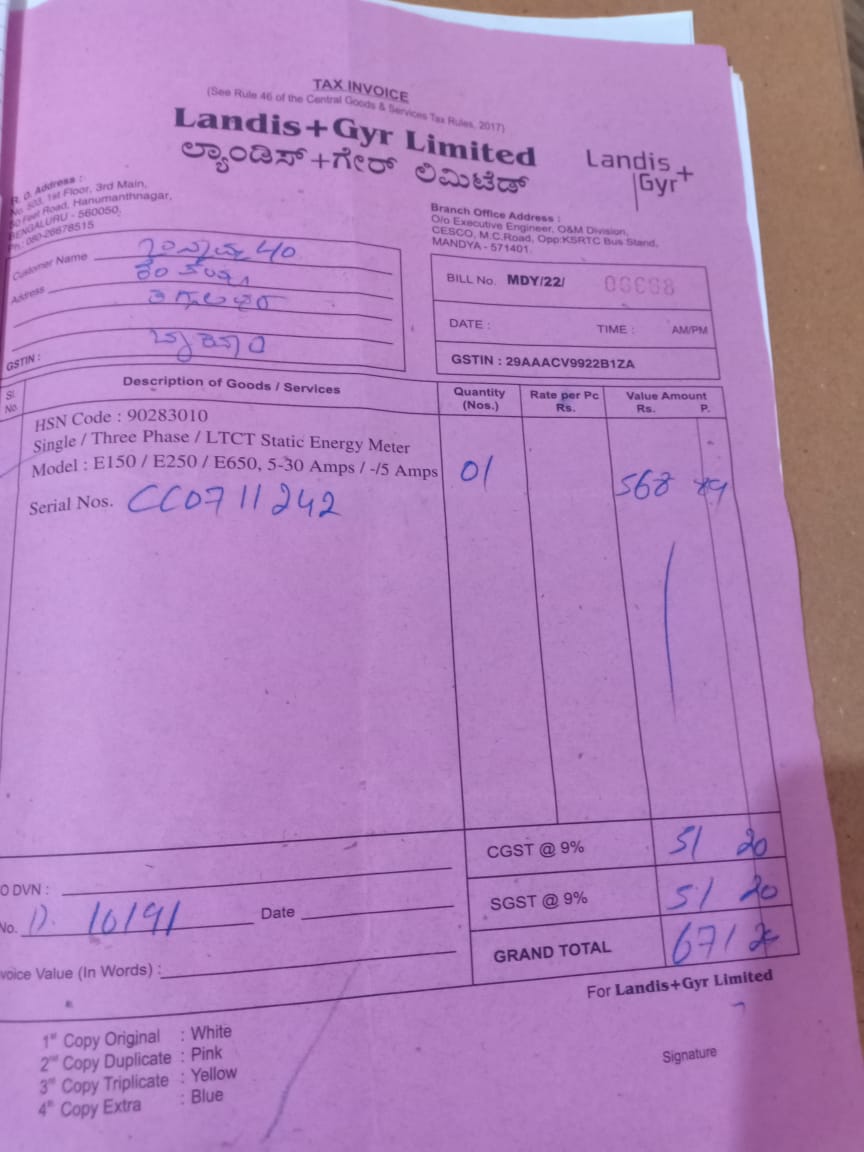 TAX INVOICE
(See Rule 46 of the Central Goods & Services Tax Rules, 2017)
Landis+Gyr Limited
ಲ್ಯಾಂಡಿಸ್+ಗೇರ್ ಲಿಮಿಟೆಡ್
Landis+
Gyr
R. O. Address :
No. 503, 1st Floor, 3rd Main,
Feet Road, Hanumanthnagar,
BENGALURU - 560050,
Ph : 080-26678515
Branch Office Address :
O/o Executive Engineer, O&M Division,
CESCO, M.C.Road, Opp:KSRTC Bus Stand,
MANDYA - 571401.
Customer Name
Address
GSTIN :
BILL No. MDY/22/
DATE : TIME : AM/PM
GSTIN : 29AAACV9922B1ZA
Sl. No. Description of Goods / Services Quantity (Nos.) Rate per Pc Rs. Value Amount Rs. P.
HSN Code : 90283010
Single / Three Phase / LTCT Static Energy Meter
Model : E150 / E250 / E650, 5-30 Amps / -/5 Amps 01 568 89
Serial Nos. CC0711242
CGST @ 9% 51 20
SGST @ 9% 51 20
GRAND TOTAL 671
O DVN :
No. D. 10191 Date
voice Value (In Words) :
For Landis+Gyr Limited
1st Copy Original : White
2nd Copy Duplicate : Pink
3rd Copy Triplicate : Yellow
4th Copy Extra : Blue
Signature